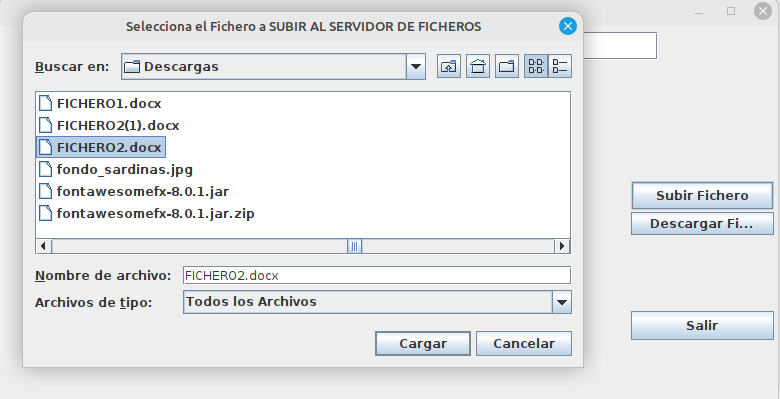 Selecciona el Fichero a SUBIR AL SERVIDOR DE FICHEROS
Buscar en: Descargas
FICHERO1.docx
FICHERO2(1).docx
FICHERO2.docx
fondo_sardinas.jpg
fontawesomefx-8.0.1.jar
fontawesomefx-8.0.1.jar.zip
Nombre de archivo: FICHERO2.docx
Archivos de tipo: Todos los Archivos
Cargar Cancelar
Subir Fichero
Descargar Fi...
Salir